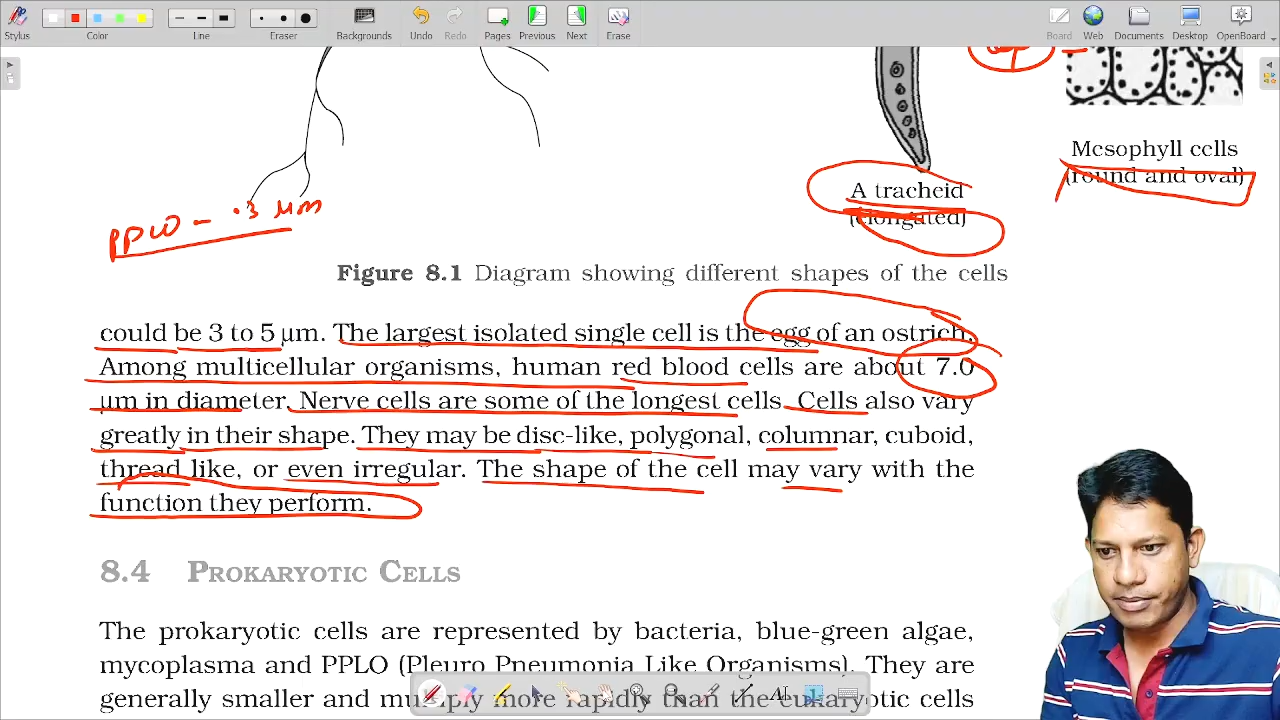 Stylus
Color
Line
Eraser
Backgrounds
Undo
Redo
Pages
Previous
Next
Erase
Board
Web
Documents
Desktop
OpenBoard
Mesophyll cells
(round and oval)
A tracheid
(elongated)
PPLO - .3 μm
Figure 8.1 Diagram showing different shapes of the cells
could be 3 to 5 μm. The largest isolated single cell is the egg of an ostrich.
Among multicellular organisms, human red blood cells are about 7.0
μm in diameter. Nerve cells are some of the longest cells. Cells also vary
greatly in their shape. They may be disc-like, polygonal, columnar, cuboid,
thread like, or even irregular. The shape of the cell may vary with the
function they perform.
8.4 PROKARYOTIC CELLS
The prokaryotic cells are represented by bacteria, blue-green algae,
mycoplasma and PPLO (Pleuro Pneumonia Like Organisms). They are
generally smaller and multiply more rapidly than the eukaryotic cells